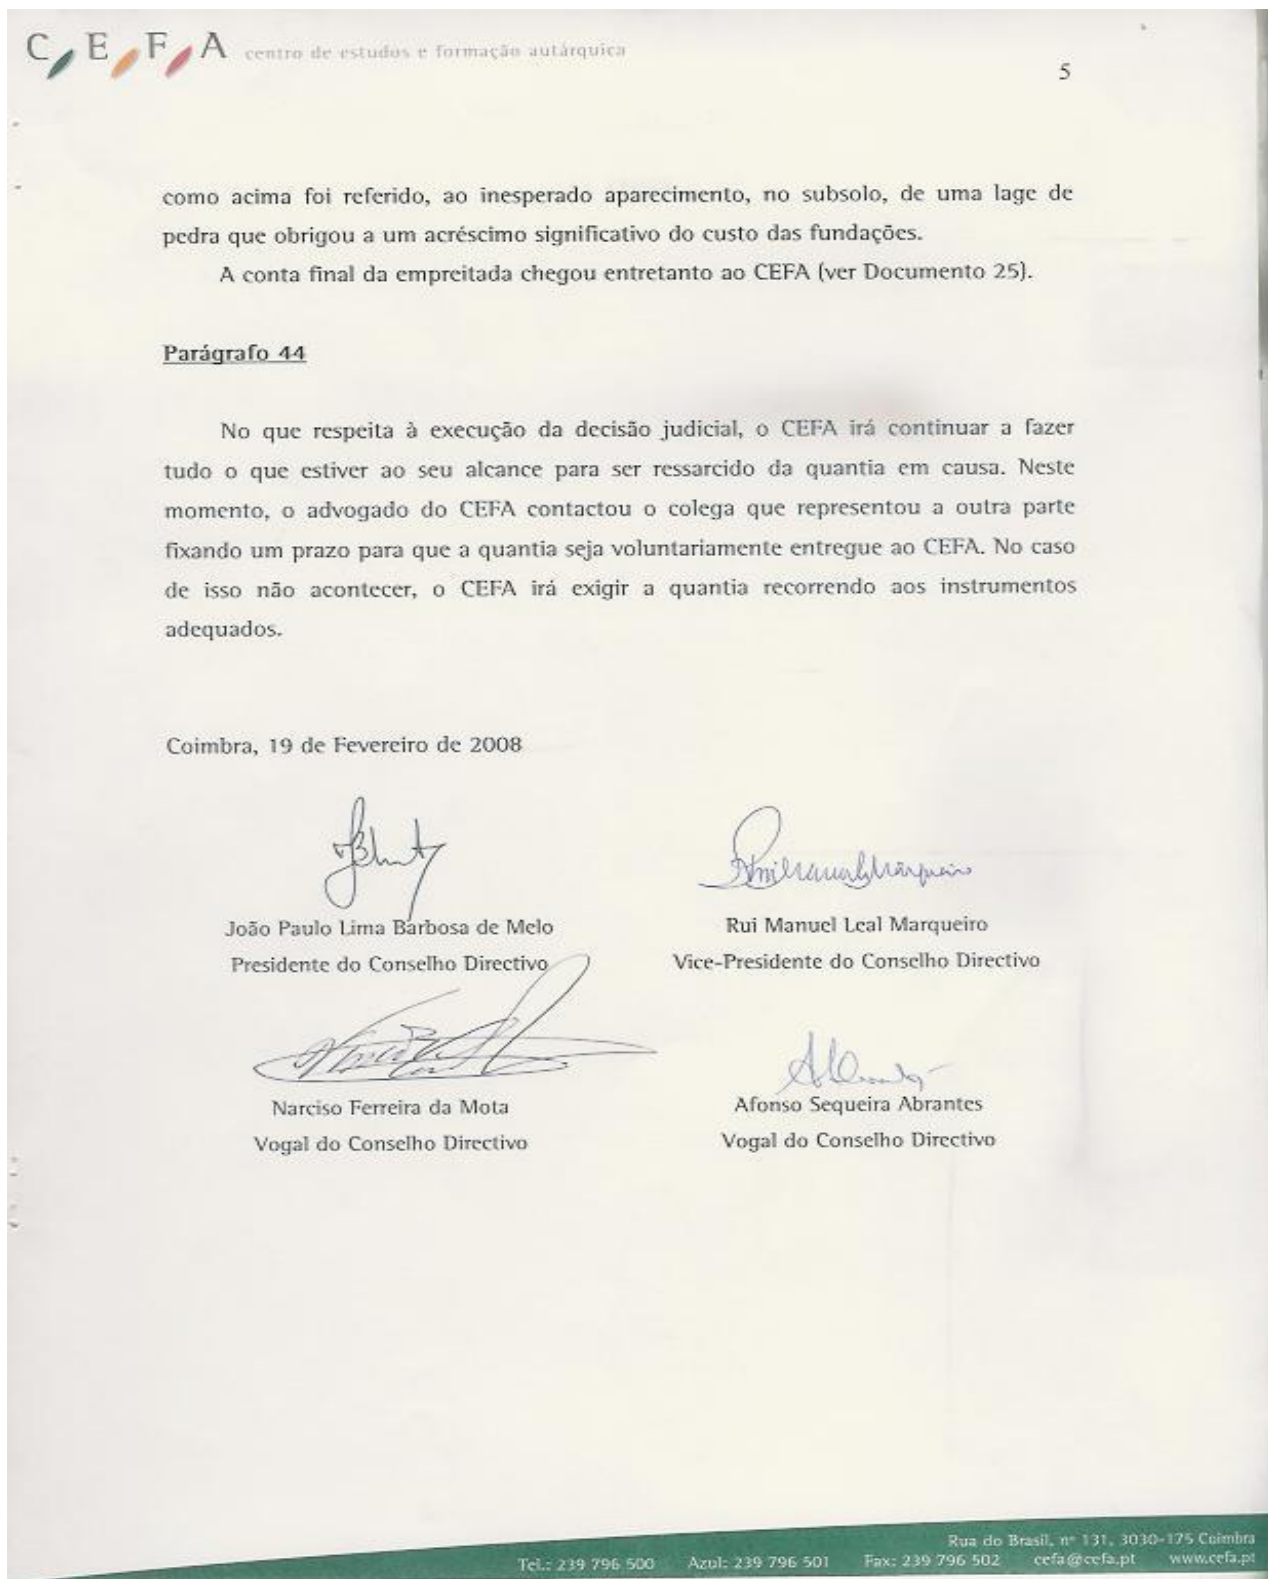 C E F A centro de estudos e formação autárquica
5
como acima foi referido, ao inesperado aparecimento, no subsolo, de uma lage de
pedra que obrigou a um acréscimo significativo do custo das fundações.
A conta final da empreitada chegou entretanto ao CEFA (ver Documento 25).
Parágrafo 44
No que respeita à execução da decisão judicial, o CEFA irá continuar a fazer
tudo o que estiver ao seu alcance para ser ressarcido da quantia em causa. Neste
momento, o advogado do CEFA contactou o colega que representou a outra parte
fixando um prazo para que a quantia seja voluntariamente entregue ao CEFA. No caso
de isso não acontecer, o CEFA irá exigir a quantia recorrendo aos instrumentos
adequados.
Coimbra, 19 de Fevereiro de 2008
João Paulo Lima Barbosa de Melo
Presidente do Conselho Directivo
Rui Manuel Leal Marqueiro
Vice-Presidente do Conselho Directivo
Narciso Ferreira da Mota
Vogal do Conselho Directivo
Afonso Sequeira Abrantes
Vogal do Conselho Directivo
Rua do Brasil, nº 131, 3030-175 Coimbra
Tel.: 239 796 500 Azul: 239 796 501 Fax: 239 796 502 cefa@cefa.pt www.cefa.pt